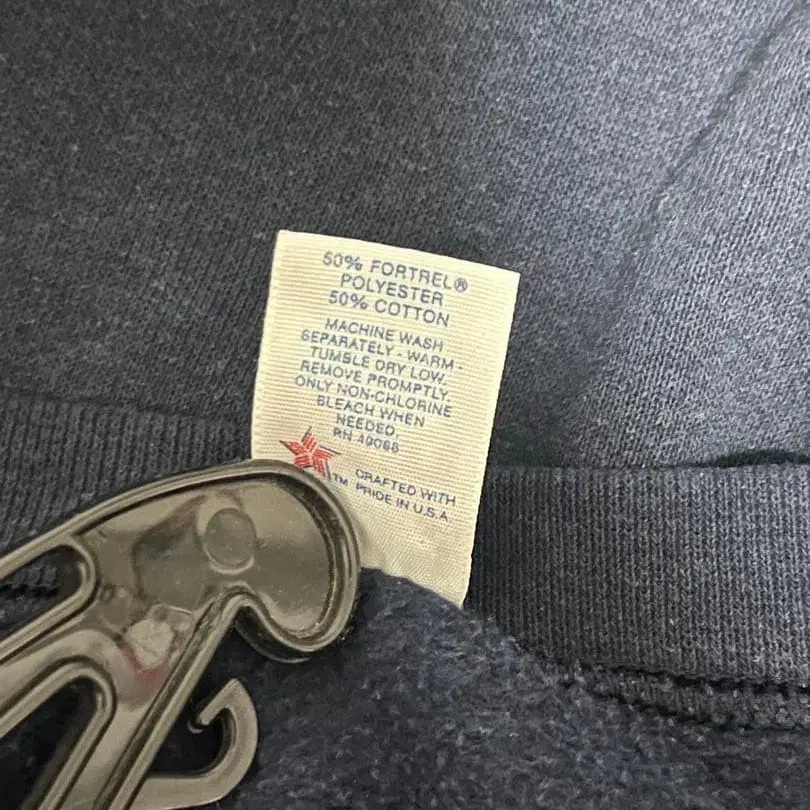 50% FORTREL®
POLYESTER
50% COTTON
MACHINE WASH
SEPARATELY - WARM -
TUMBLE DRY LOW.
REMOVE PROMPTLY.
ONLY NON-CHLORINE
BLEACH WHEN
NEEDED.
RN 49066
TM CRAFTED WITH
PRIDE IN U.S.A.